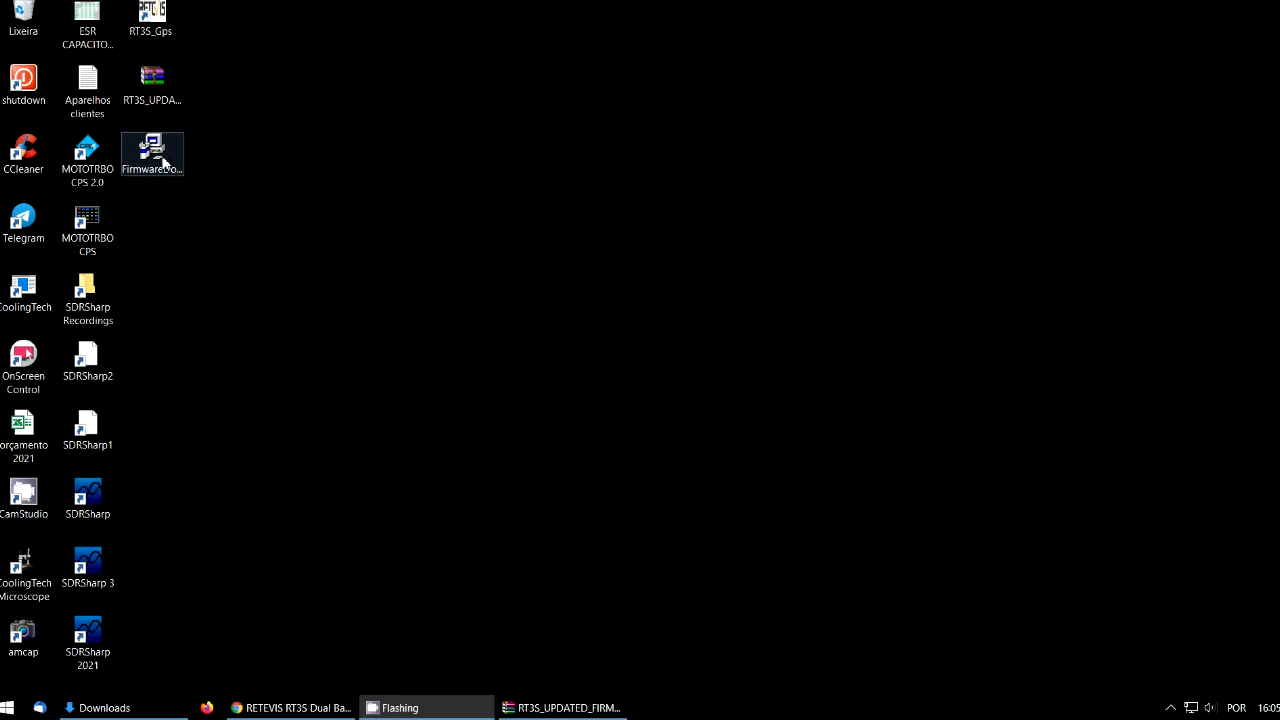 Lixeira
ESR
CAPACITO...
RETEVIS
RT3S_Gps
shutdown
Aparelhos
clientes
RT3S_UPDA...
CCleaner
MOTOTRBO
CPS 2.0
FirmwareDo...
Telegram
MOTOTRBO
CPS
CoolingTech
SDRSharp
Recordings
OnScreen
Control
SDRSharp2
orçamento
2021
SDRSharp1
CamStudio
SDRSharp
CoolingTech
Microscope
SDRSharp 3
amcap
SDRSharp
2021
Downloads
RETEVIS RT3S Dual Ba...
Flashing
RT3S_UPDATED_FIRM...
POR
16:05